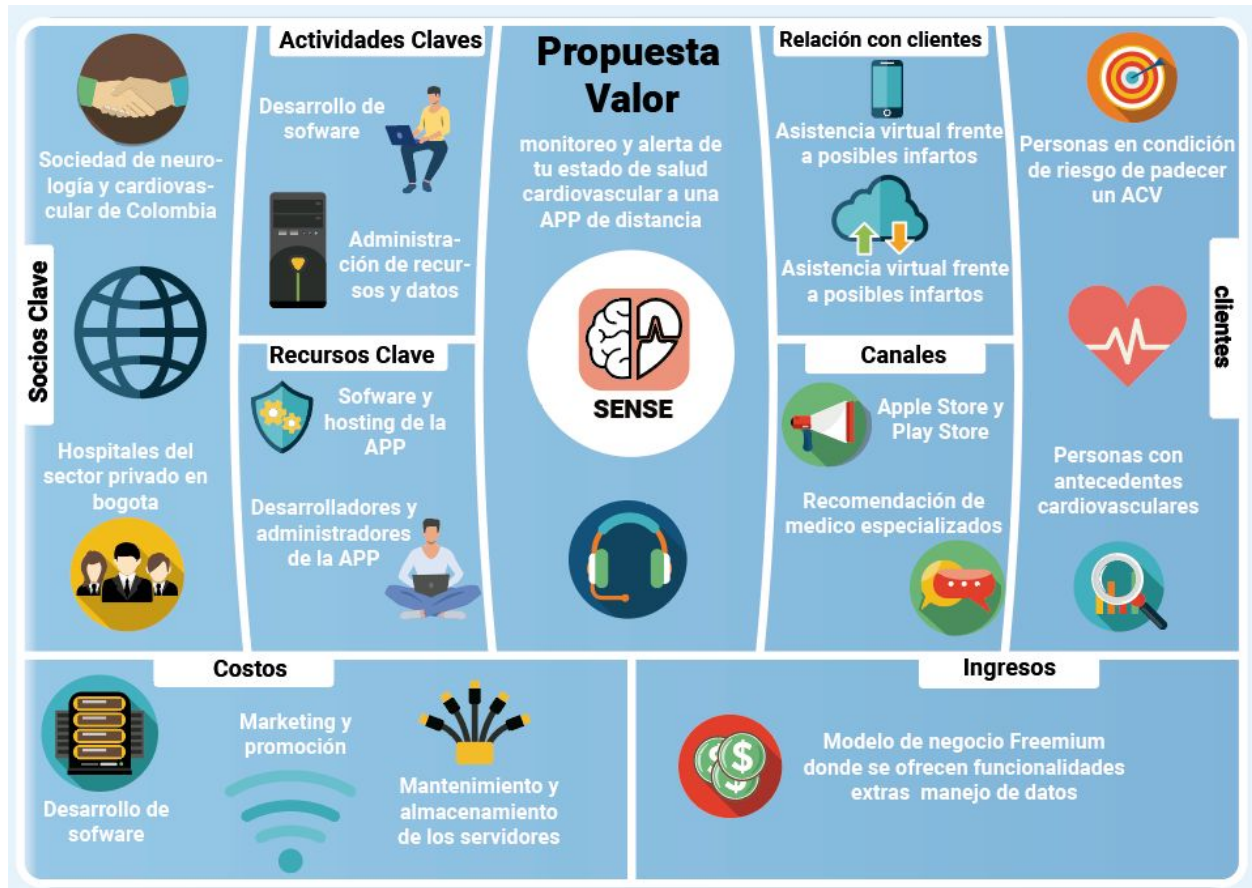 Socios Clave
Sociedad de neuro-
logía y cardiovas-
cular de Colombia
Hospitales del
sector privado en
bogota
Actividades Claves
Desarrollo de
sofware
Administra-
ción de recur-
sos y datos
Recursos Clave
Sofware y
hosting de la
APP
Desarrolladores y
administradores
de la APP
Propuesta
Valor
monitoreo y alerta de
tu estado de salud
cardiovascular a una
APP de distancia
SENSE
Relación con clientes
Asistencia virtual frente
a posibles infartos
Asistencia virtual frente
a posibles infartos
Canales
Apple Store y
Play Store
Recomendación de
medico especializados
clientes
Personas en condición
de riesgo de padecer
un ACV
Personas con
antecedentes
cardiovasculares
Costos
Desarrollo de
sofware
Marketing y
promoción
Mantenimiento y
almacenamiento
de los servidores
Ingresos
$
$
$
Modelo de negocio Freemium
donde se ofrecen funcionalidades
extras manejo de datos